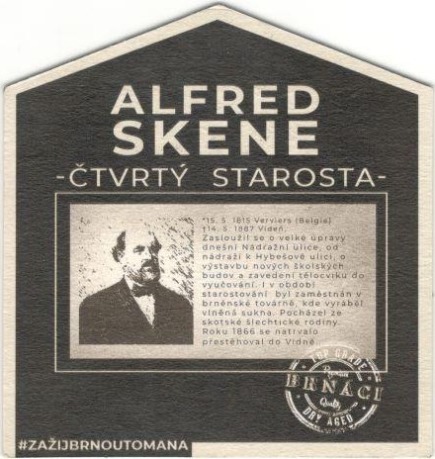 ALFRED
SKENE
-ČTVRTÝ STAROSTA-
*15. 5. 1815 Verviers (Belgie)
†14. 5. 1887 Vídeň.
Zasloužil se o velké úpravy
dnešní Nádražní ulice, od
nádraží k Hybešově ulici, o
výstavbu nových školských
budov a zavedení tělocviku do
vyučování. I v období
starostování byl zaměstnán v
brněnské továrně, kde vyráběl
vlněná sukna. Pocházel ze
skotské šlechtické rodiny.
Roku 1866 se natrvalo
přestěhoval do Vídně.
TOP GRADE
Premium
BRNÁCI
Quality
DRY AGED
#ZAŽIJBRNOUTOMANA